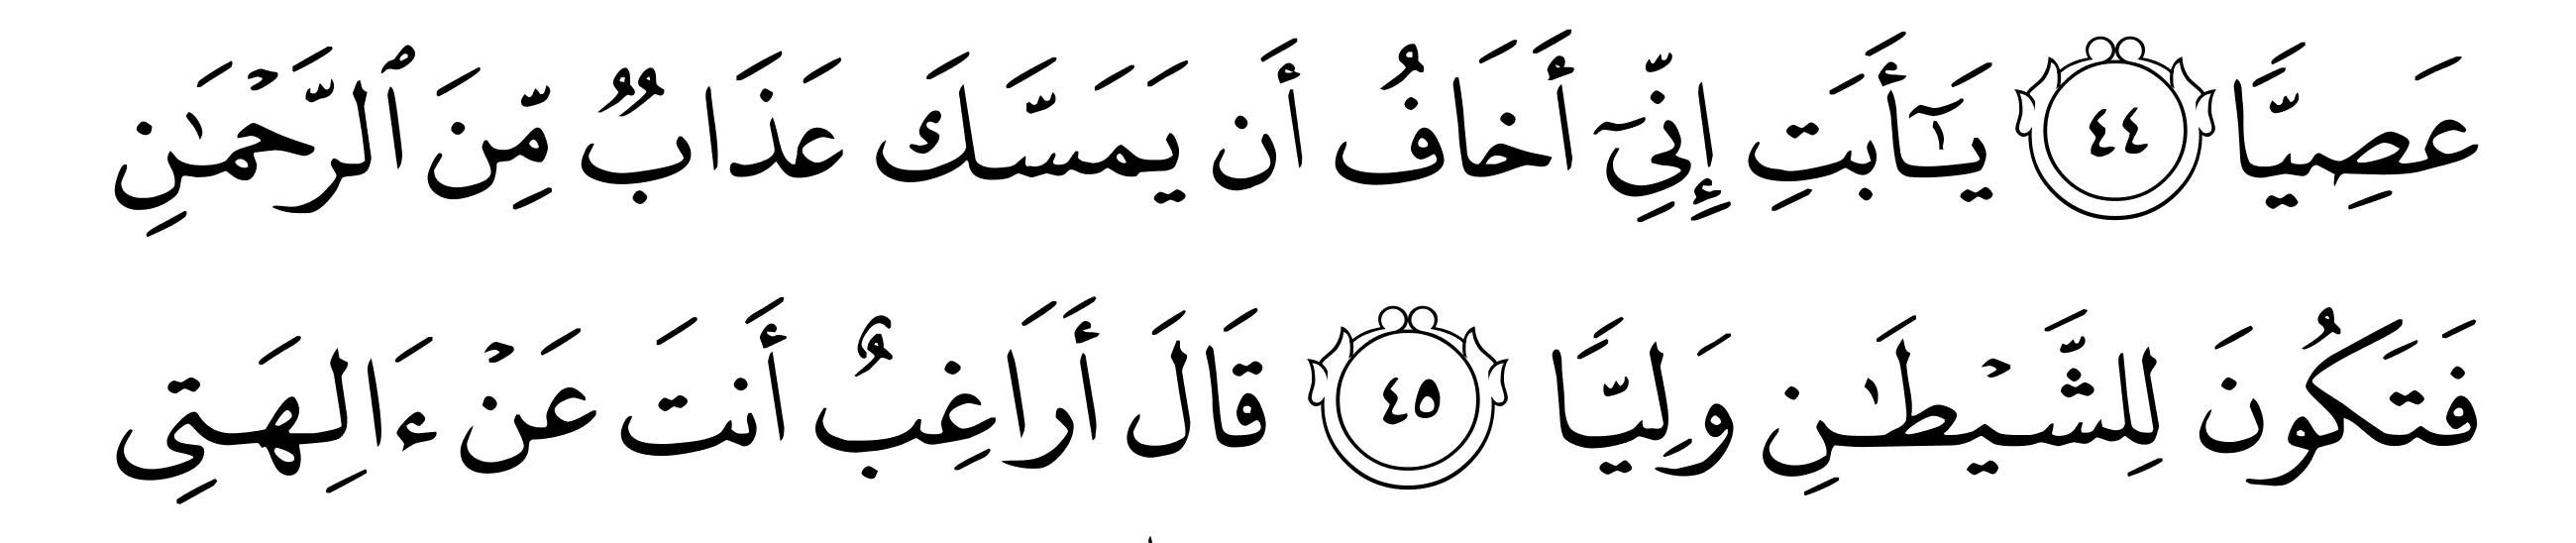 عَصِيًّا ٤٤ يَـٰٓأَبَتِ إِنِّىٓ أَخَافُ أَن يَمَسَّكَ عَذَابٌ مِّنَ ٱلرَّحْمَـٰنِ
فَتَكُونَ لِلشَّيْطَـٰنِ وَلِيًّا ٤٥ قَالَ أَرَاغِبٌ أَنتَ عَنْ ءَالِهَتِى